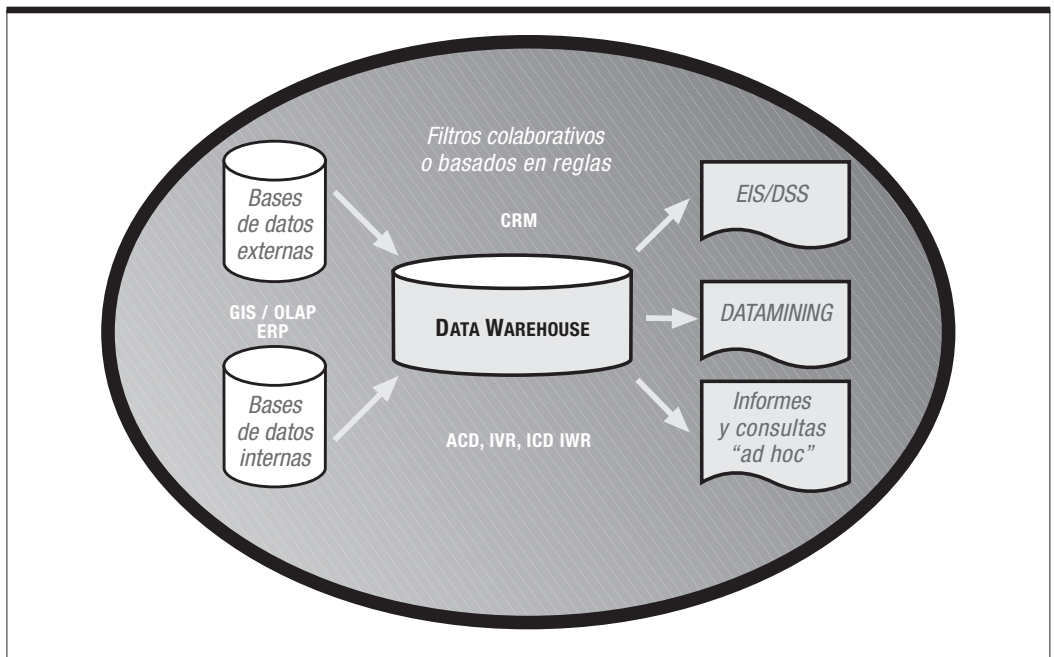 Filtros colaborativos
o basados en reglas
Bases
de datos
externas
EIS/DSS
CRM
GIS / OLAP
ERP
DATA WAREHOUSE
DATAMINING
Bases
de datos
internas
ACD, IVR, ICD IWR
Informes
y consultas
“ad hoc”